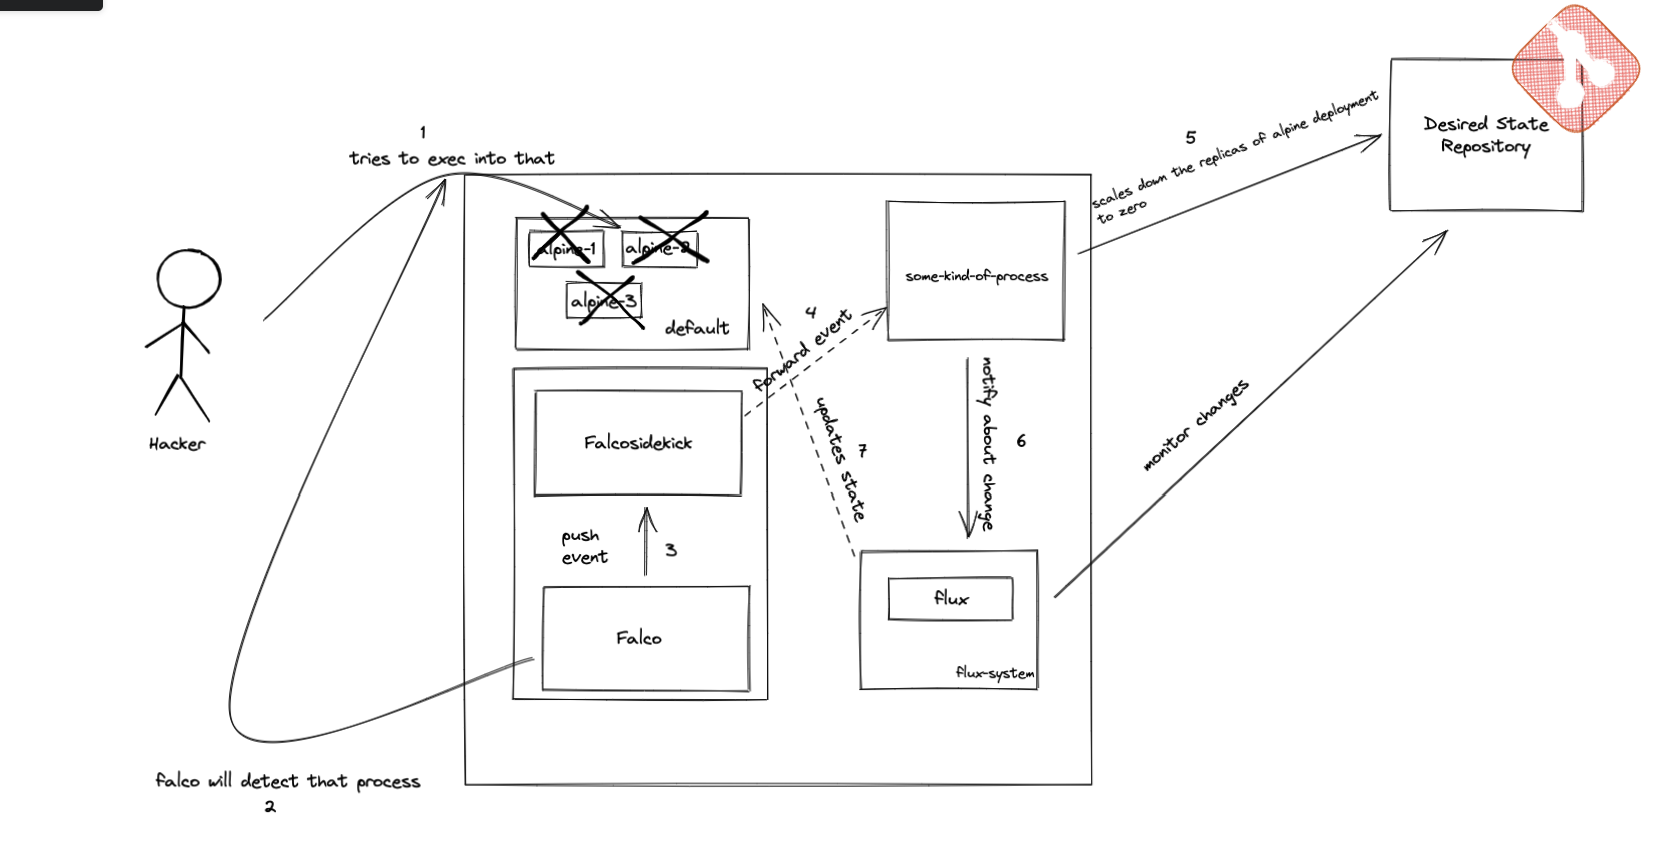 1
tries to exec into that
Hacker
falco will detect that process
2
alpine-1
alpine-2
alpine-3
default
Falcosidekick
push
event
3
Falco
4
forward event
updates state
7
some-kind-of-process
notify about change
6
flux
flux-system
5
scales down the replicas of alpine deployment
to zero
monitor changes
Desired State
Repository